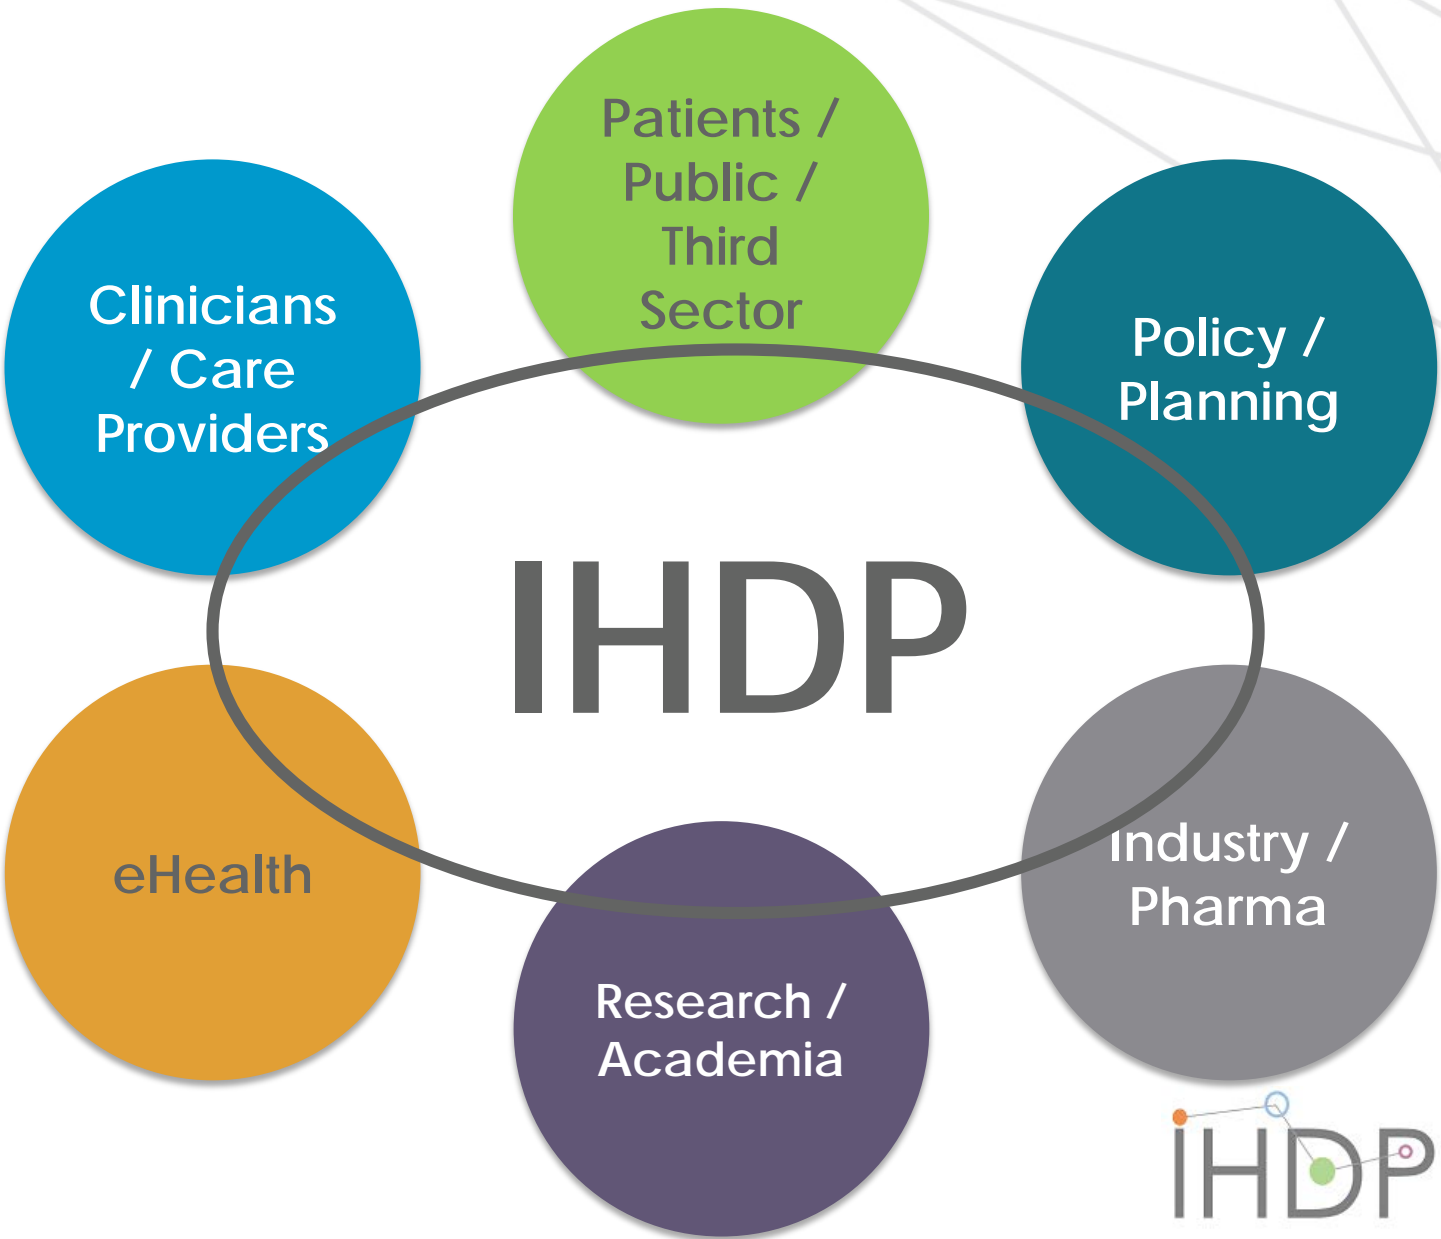 Patients /
Public /
Third
Sector
Clinicians
/ Care
Providers
Policy /
Planning
IHDP
eHealth
Industry /
Pharma
Research /
Academia
IHDP